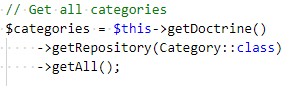 // Get all categories
$categories = $this->getDoctrine()
->getRepository(Category::class)
->getAll();